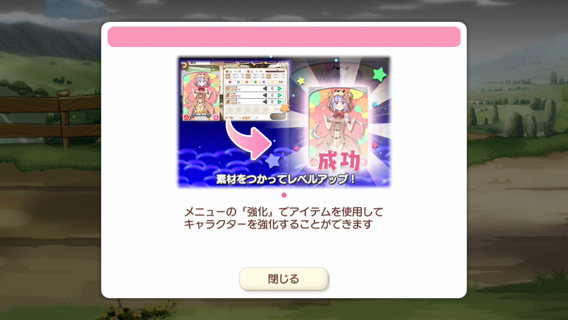 成功
素材をつかってレベルアップ！
メニューの「強化」でアイテムを使用して
キャラクターを強化することができます
閉じる